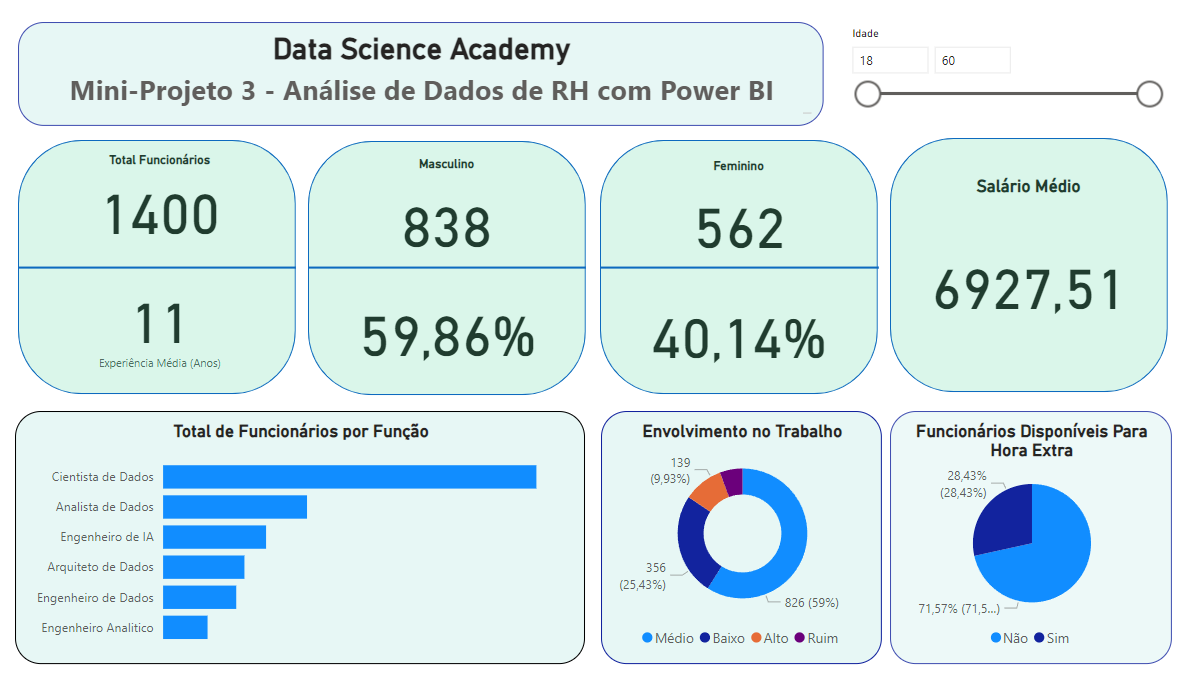 Data Science Academy
Mini-Projeto 3 - Análise de Dados de RH com Power BI
Idade
18
60
Total Funcionários
1400
11
Experiência Média (Anos)
Masculino
838
59,86%
Feminino
562
40,14%
Salário Médio
6927,51
Total de Funcionários por Função
Cientista de Dados
Analista de Dados
Engenheiro de IA
Arquiteto de Dados
Engenheiro de Dados
Engenheiro Analitico
Envolvimento no Trabalho
139
(9,93%)
356
(25,43%)
826 (59%)
Médio
Baixo
Alto
Ruim
Funcionários Disponíveis Para
Hora Extra
28,43%
(28,43%)
71,57% (71,5...)
Não
Sim